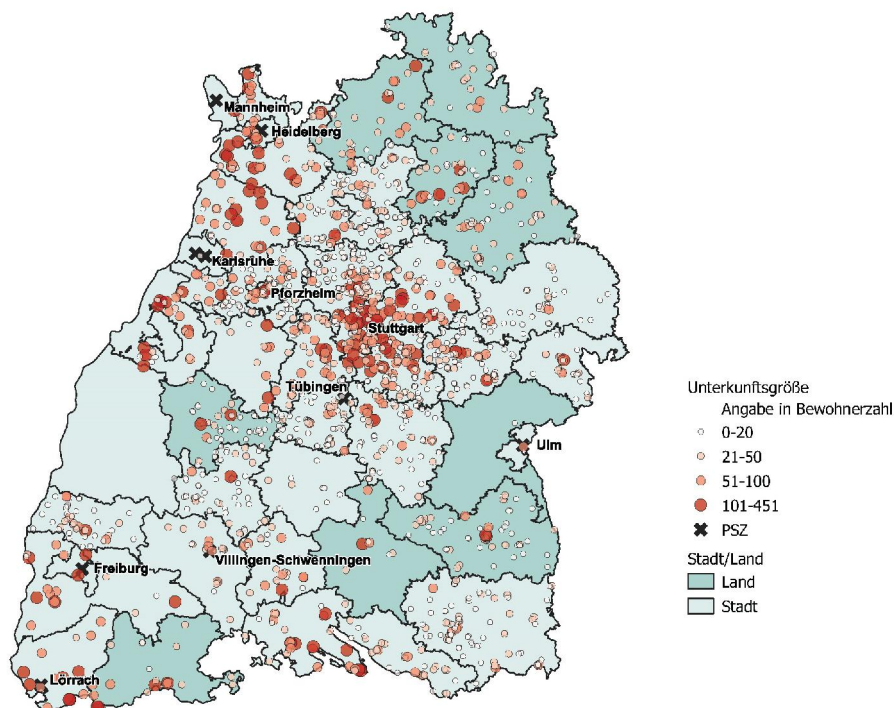 Mannheim
Heidelberg
Karlsruhe
Pforzheim
Stuttgart
Tübingen
Ulm
Villingen-Schwenningen
Freiburg
Lörrach
Unterkunftsgröße
Angabe in Bewohnerzahl
0-20
21-50
51-100
101-451
PSZ
Stadt/Land
Land
Stadt